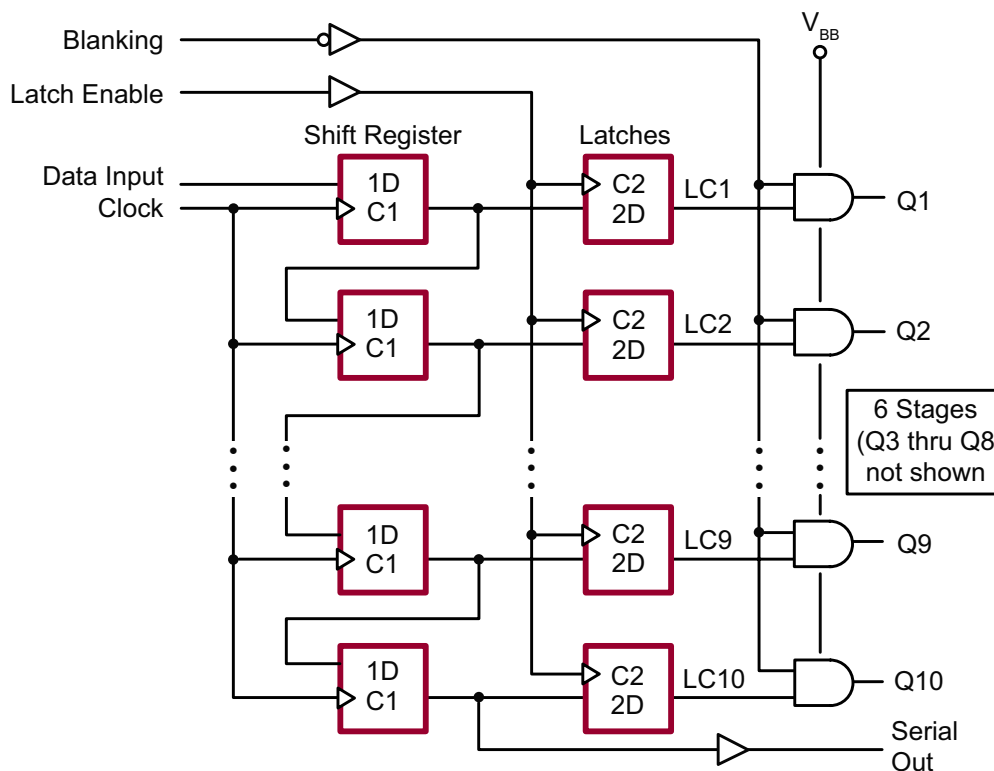 Blanking
V_BB
Latch Enable
Shift Register
Latches
Data Input
Clock
1D
C1
C2
2D
LC1
Q1
1D
C1
C2
2D
LC2
Q2
6 Stages
(Q3 thru Q8
not shown
1D
C1
C2
2D
LC9
Q9
1D
C1
C2
2D
LC10
Q10
Serial
Out